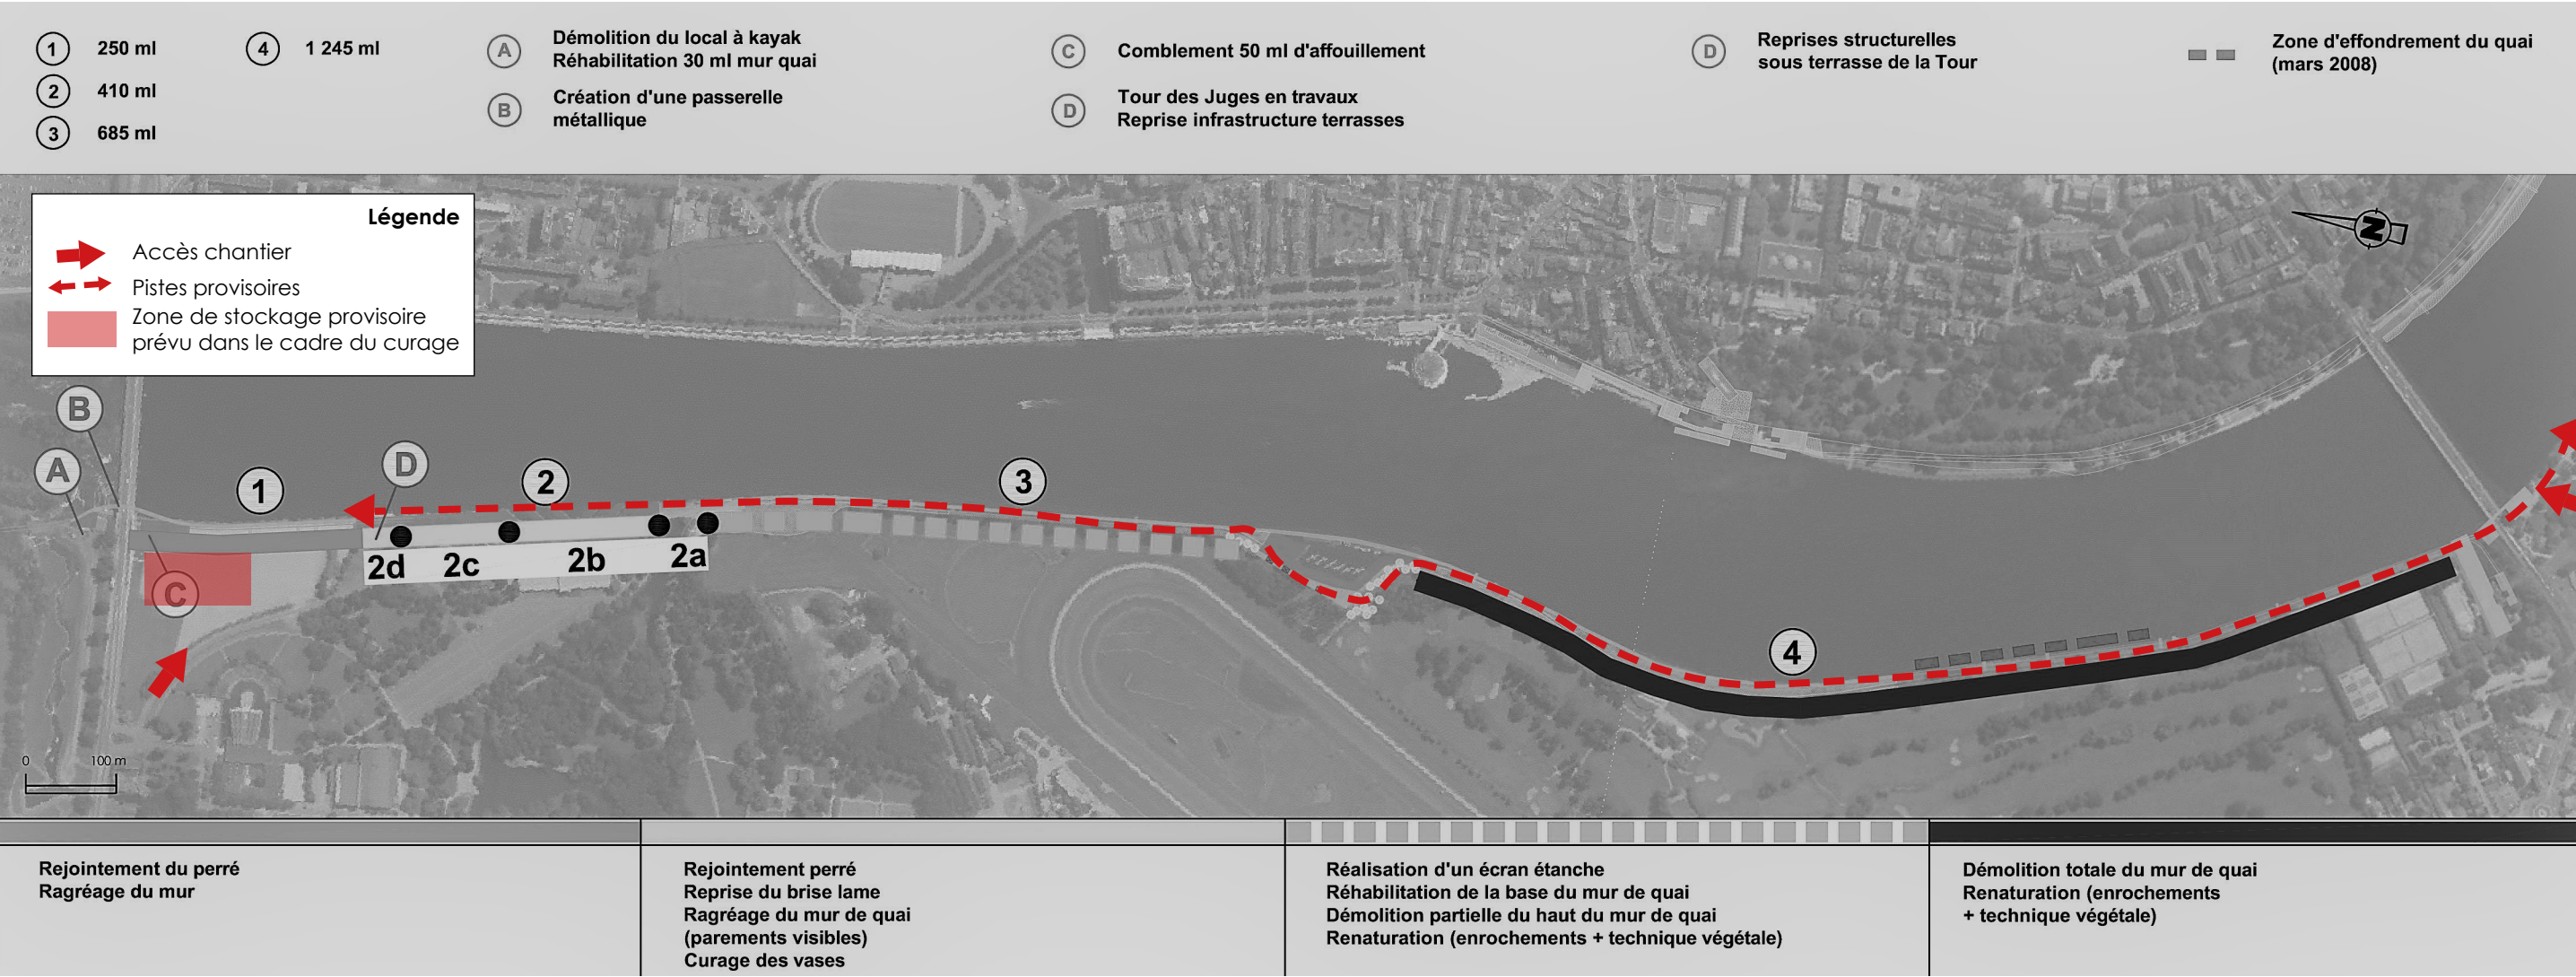 1 250 ml
2 410 ml
3 685 ml
4 1 245 ml
A Démolition du local à kayak
Réhabilitation 30 ml mur quai
B Création d'une passerelle
métallique
C Comblement 50 ml d'affouillement
D Tour des Juges en travaux
Reprise infrastructure terrasses
D Reprises structurelles
sous terrasse de la Tour
Zone d'effondrement du quai
(mars 2008)
Légende
Accès chantier
Pistes provisoires
Zone de stockage provisoire
prévu dans le cadre du curage
N
B
A
1
D
2
3
C
2d
2c
2b
2a
4
0 100 m
Rejointement du perré
Ragréage du mur
Rejointement perré
Reprise du brise lame
Ragréage du mur de quai
(parements visibles)
Curage des vases
Réalisation d'un écran étanche
Réhabilitation de la base du mur de quai
Démolition partielle du haut du mur de quai
Renaturation (enrochements + technique végétale)
Démolition totale du mur de quai
Renaturation (enrochements
+ technique végétale)